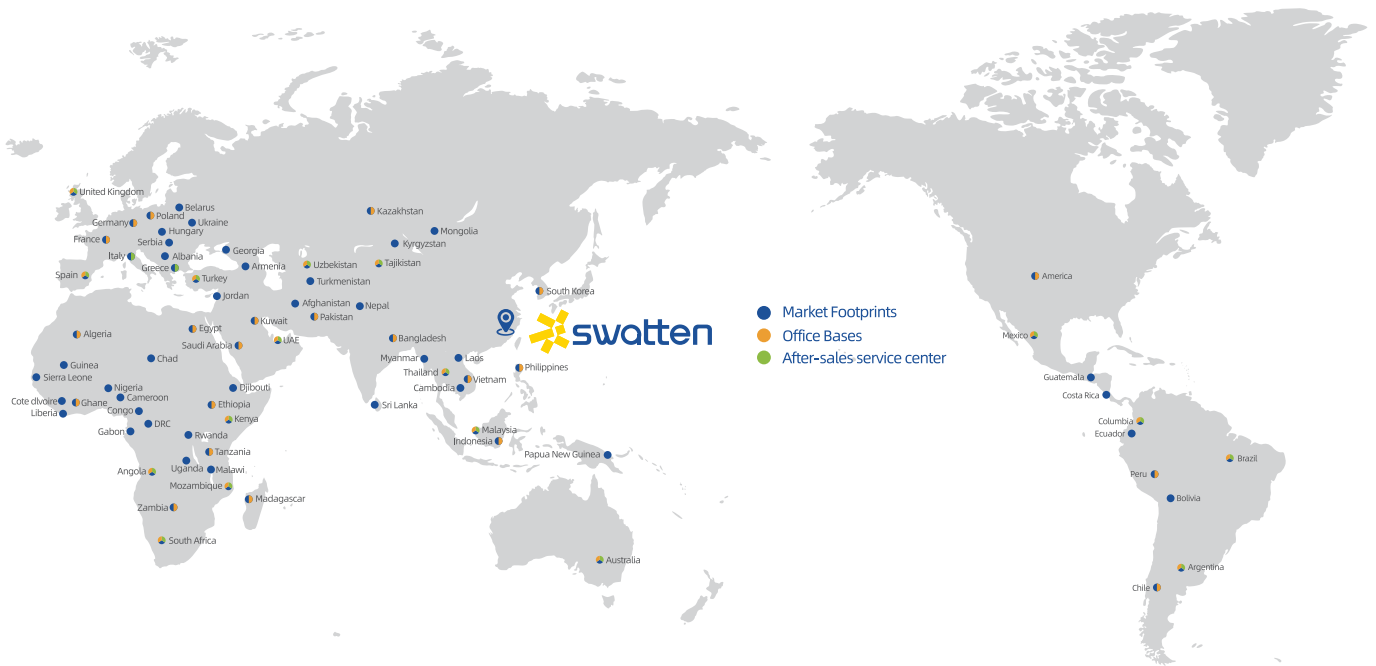 United Kingdom
Belarus
Poland
Germany
Ukraine
Hungary
France
Serbia
Georgia
Italy
Albania
Greece
Armenia
Spain
Turkey
Jordan
Kazakhstan
Mongolia
Kyrgyzstan
Uzbekistan
Tajikistan
Turkmenistan
Afghanistan
Nepal
Pakistan
South Korea
Kuwait
Egypt
Algeria
Saudi Arabia
UAE
Bangladesh
swatten
Chad
Guinea
Sierra Leone
Nigeria
Djibouti
Cameroon
Cote dlvoire
Ghane
Congo
Liberia
Ethiopia
Kenya
DRC
Gabon
Rwanda
Tanzania
Uganda
Malawi
Angola
Mozambique
Madagascar
Zambia
South Africa
Myanmar
Laos
Thailand
Philippines
Vietnam
Cambodia
Sri Lanka
Malaysia
Indonesia
Papua New Guinea
Australia
Market Footprints
Office Bases
After-sales service center
America
Mexico
Guatemala
Costa Rica
Columbia
Ecuador
Brazil
Peru
Bolivia
Argentina
Chile